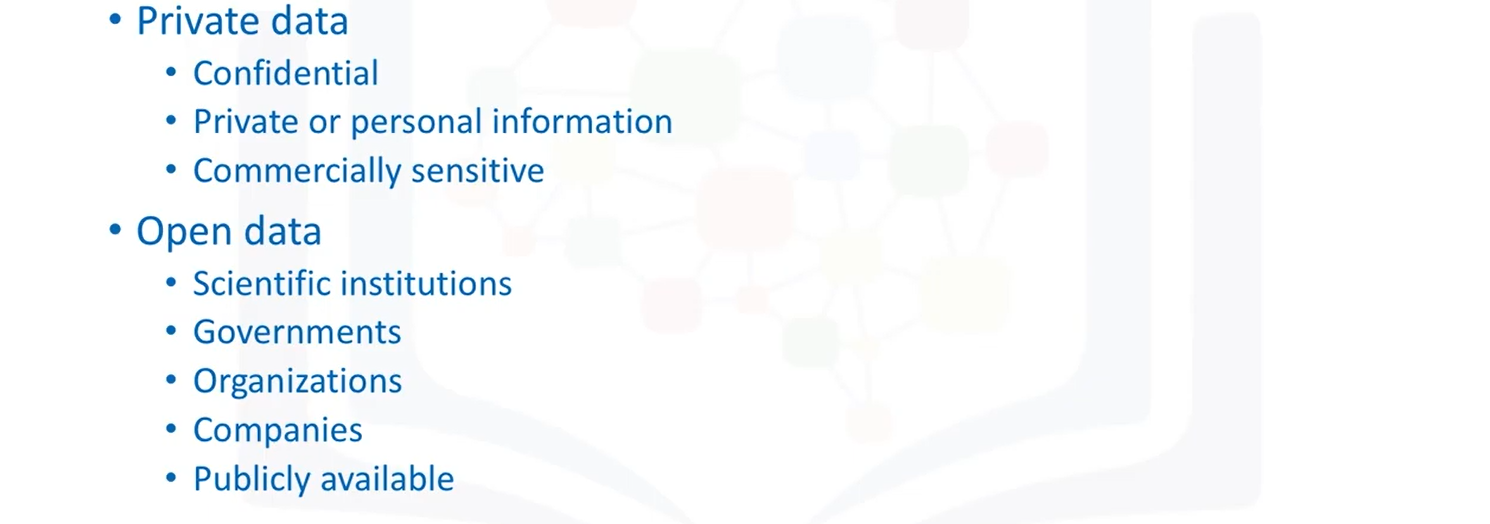 • Private data
• Confidential
• Private or personal information
• Commercially sensitive
• Open data
• Scientific institutions
• Governments
• Organizations
• Companies
• Publicly available